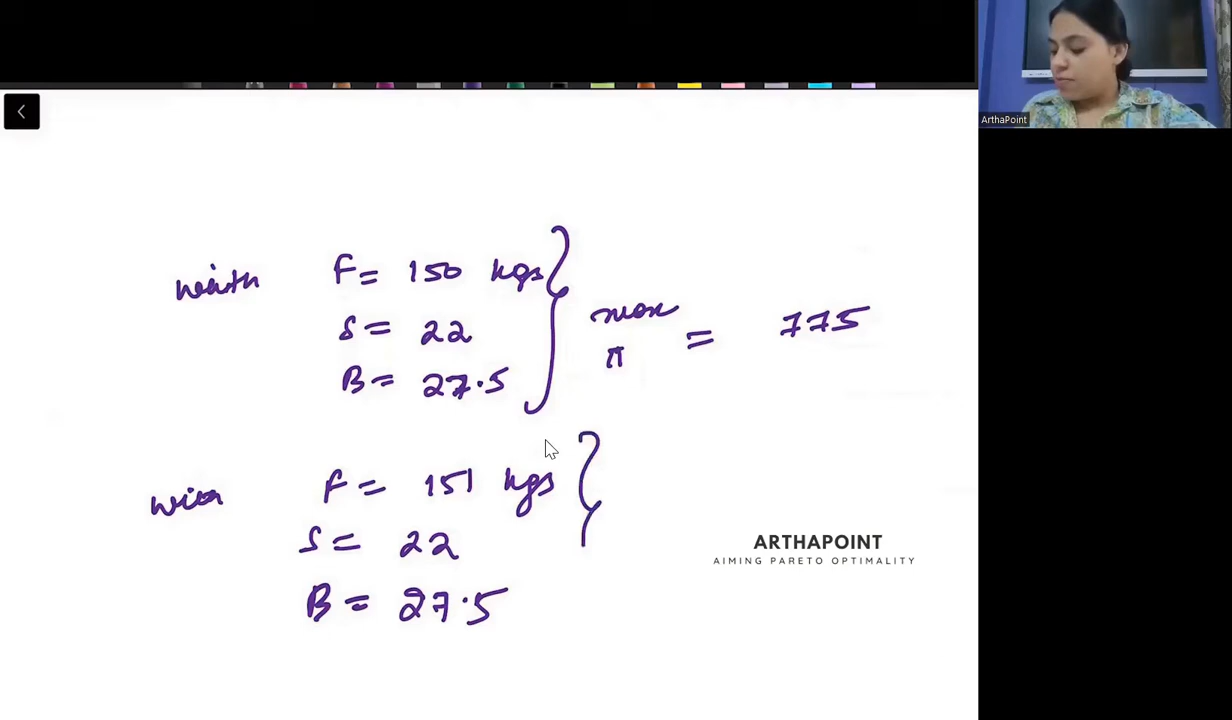 ArthaPoint
with F = 150 kgs
S = 22
B = 27.5
max π = 775
with F = 151 kgs
S = 22
B = 27.5
ARTHAPOINT
AIMING PARETO OPTIMALITY